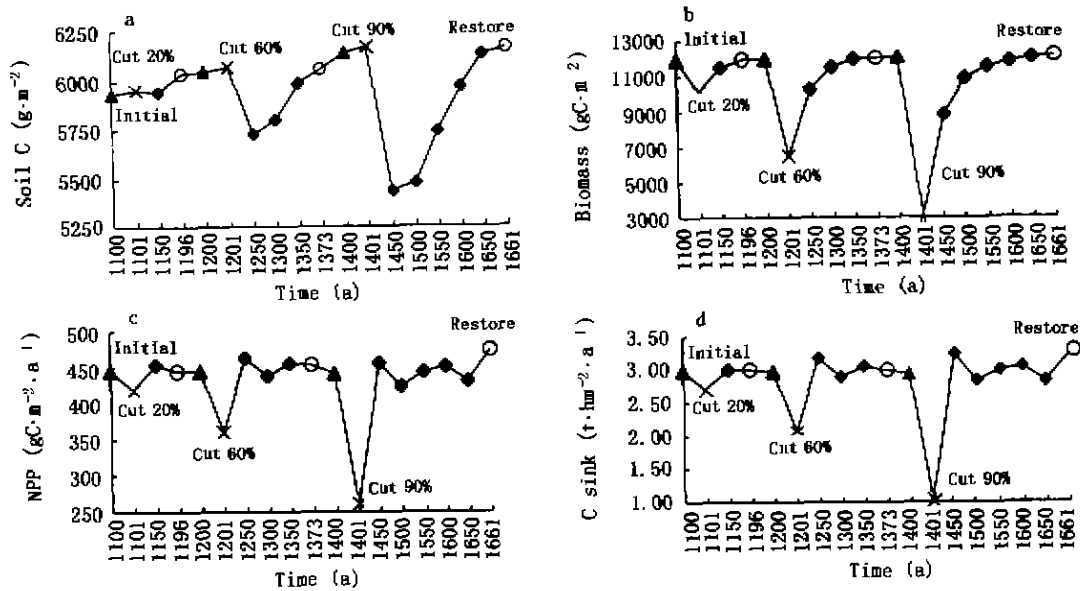 a
6250
6000
5750
5500
5250
Soil C (g·m⁻²)
Cut 20%
Initial
Cut 60%
Cut 90%
Restore
1100 1101 1150 1196 1200 1201 1250 1300 1350 1373 1400 1401 1450 1500 1550 1600 1650 1661
Time (a)
b
13000
11000
9000
7000
5000
3000
Biomass (gC·m²)
Initial
Cut 20%
Cut 60%
Cut 90%
Restore
1100 1101 1150 1196 1200 1201 1250 1300 1350 1373 1400 1401 1450 1500 1550 1600 1650 1661
Time (a)
c
500
450
400
350
300
250
NPP (gC·m⁻²·a⁻¹)
Initial
Cut 20%
Cut 60%
Cut 90%
Restore
1100 1101 1150 1196 1200 1201 1250 1300 1350 1373 1400 1401 1450 1500 1550 1600 1650 1661
Time (a)
d
3.50
3.00
2.50
2.00
1.50
1.00
C sink (t·hm⁻²·a⁻¹)
Initial
Cut 20%
Cut 60%
Cut 90%
Restore
1100 1101 1150 1196 1200 1201 1250 1300 1350 1373 1400 1401 1450 1500 1550 1600 1650 1661
Time (a)